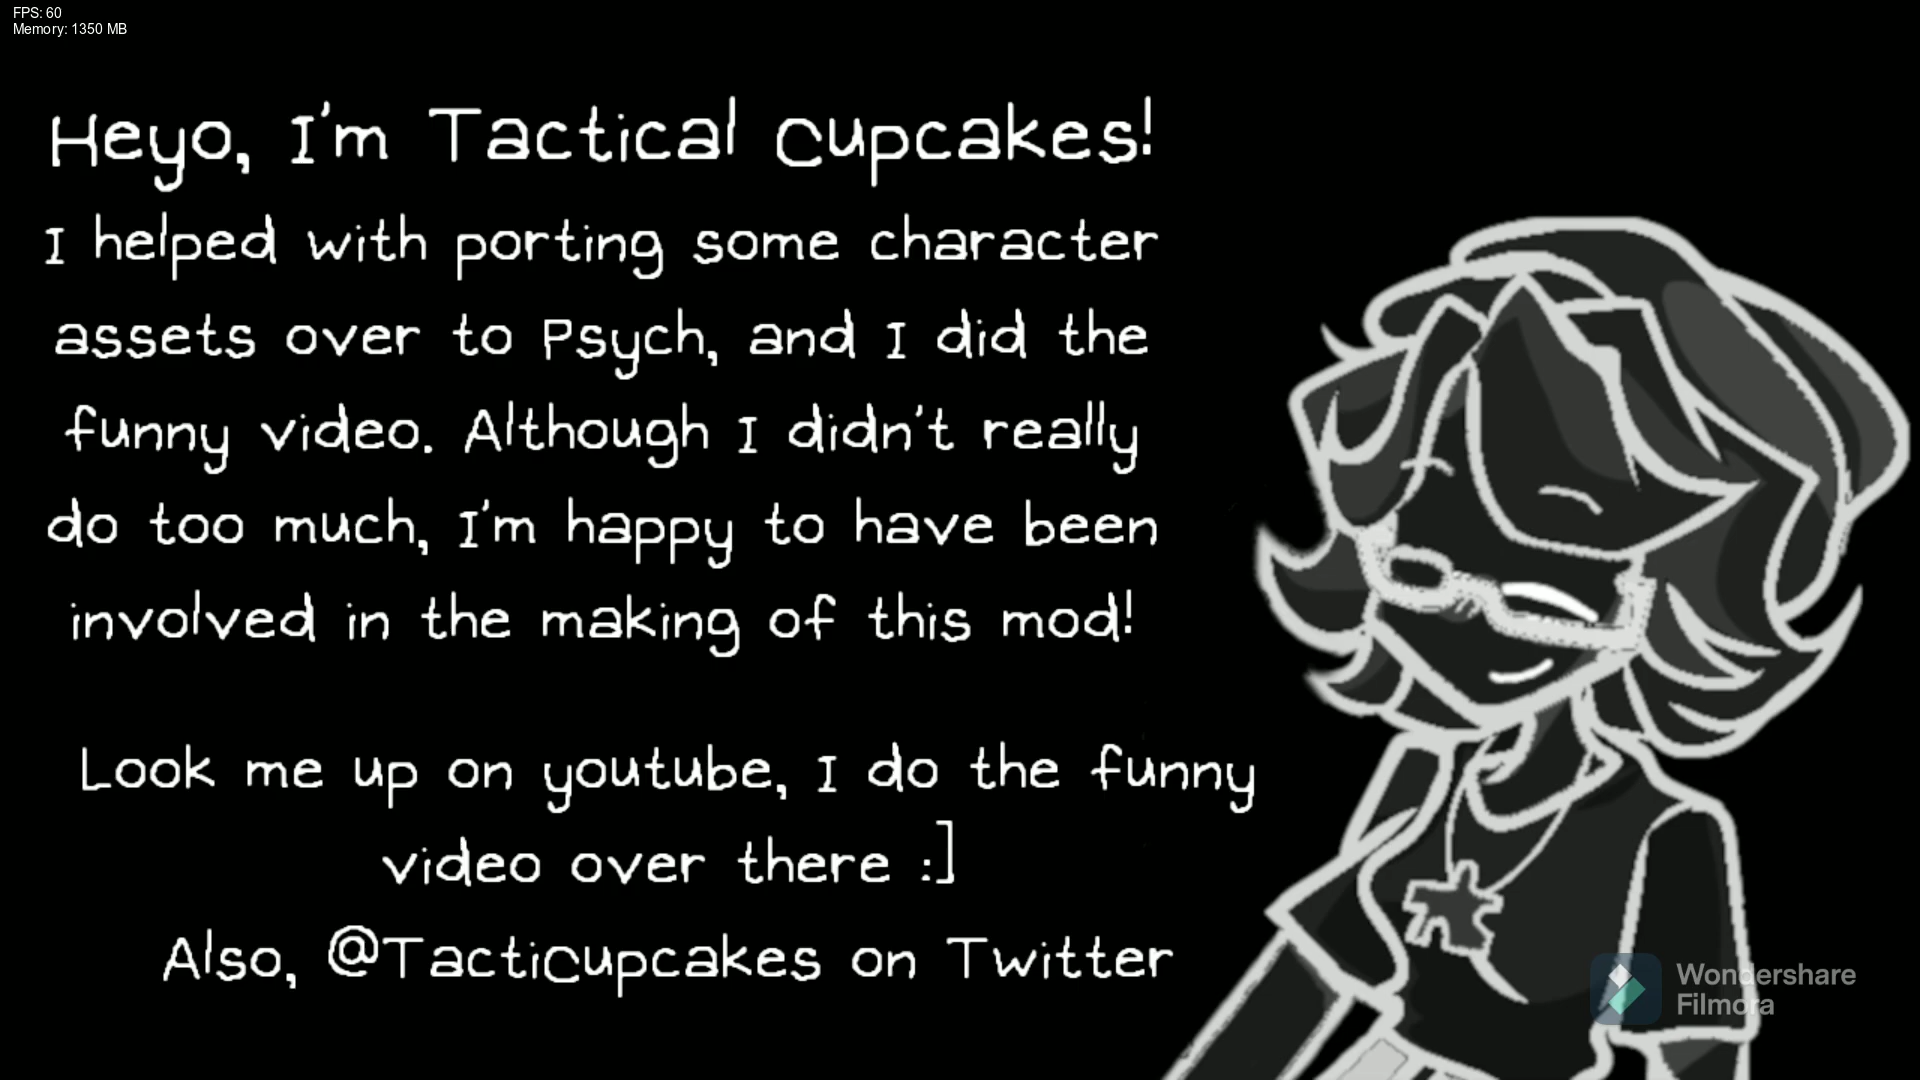 FPS: 60
Memory: 1350 MB
Heyo, I'm Tactical Cupcakes!
I helped with porting some character
assets over to Psych, and I did the
funny video. Although I didn't really
do too much, I'm happy to have been
involved in the making of this mod!
Look me up on youtube, I do the funny
video over there :]
Also, @TactiCupcakes on Twitter
Wondershare
Filmora